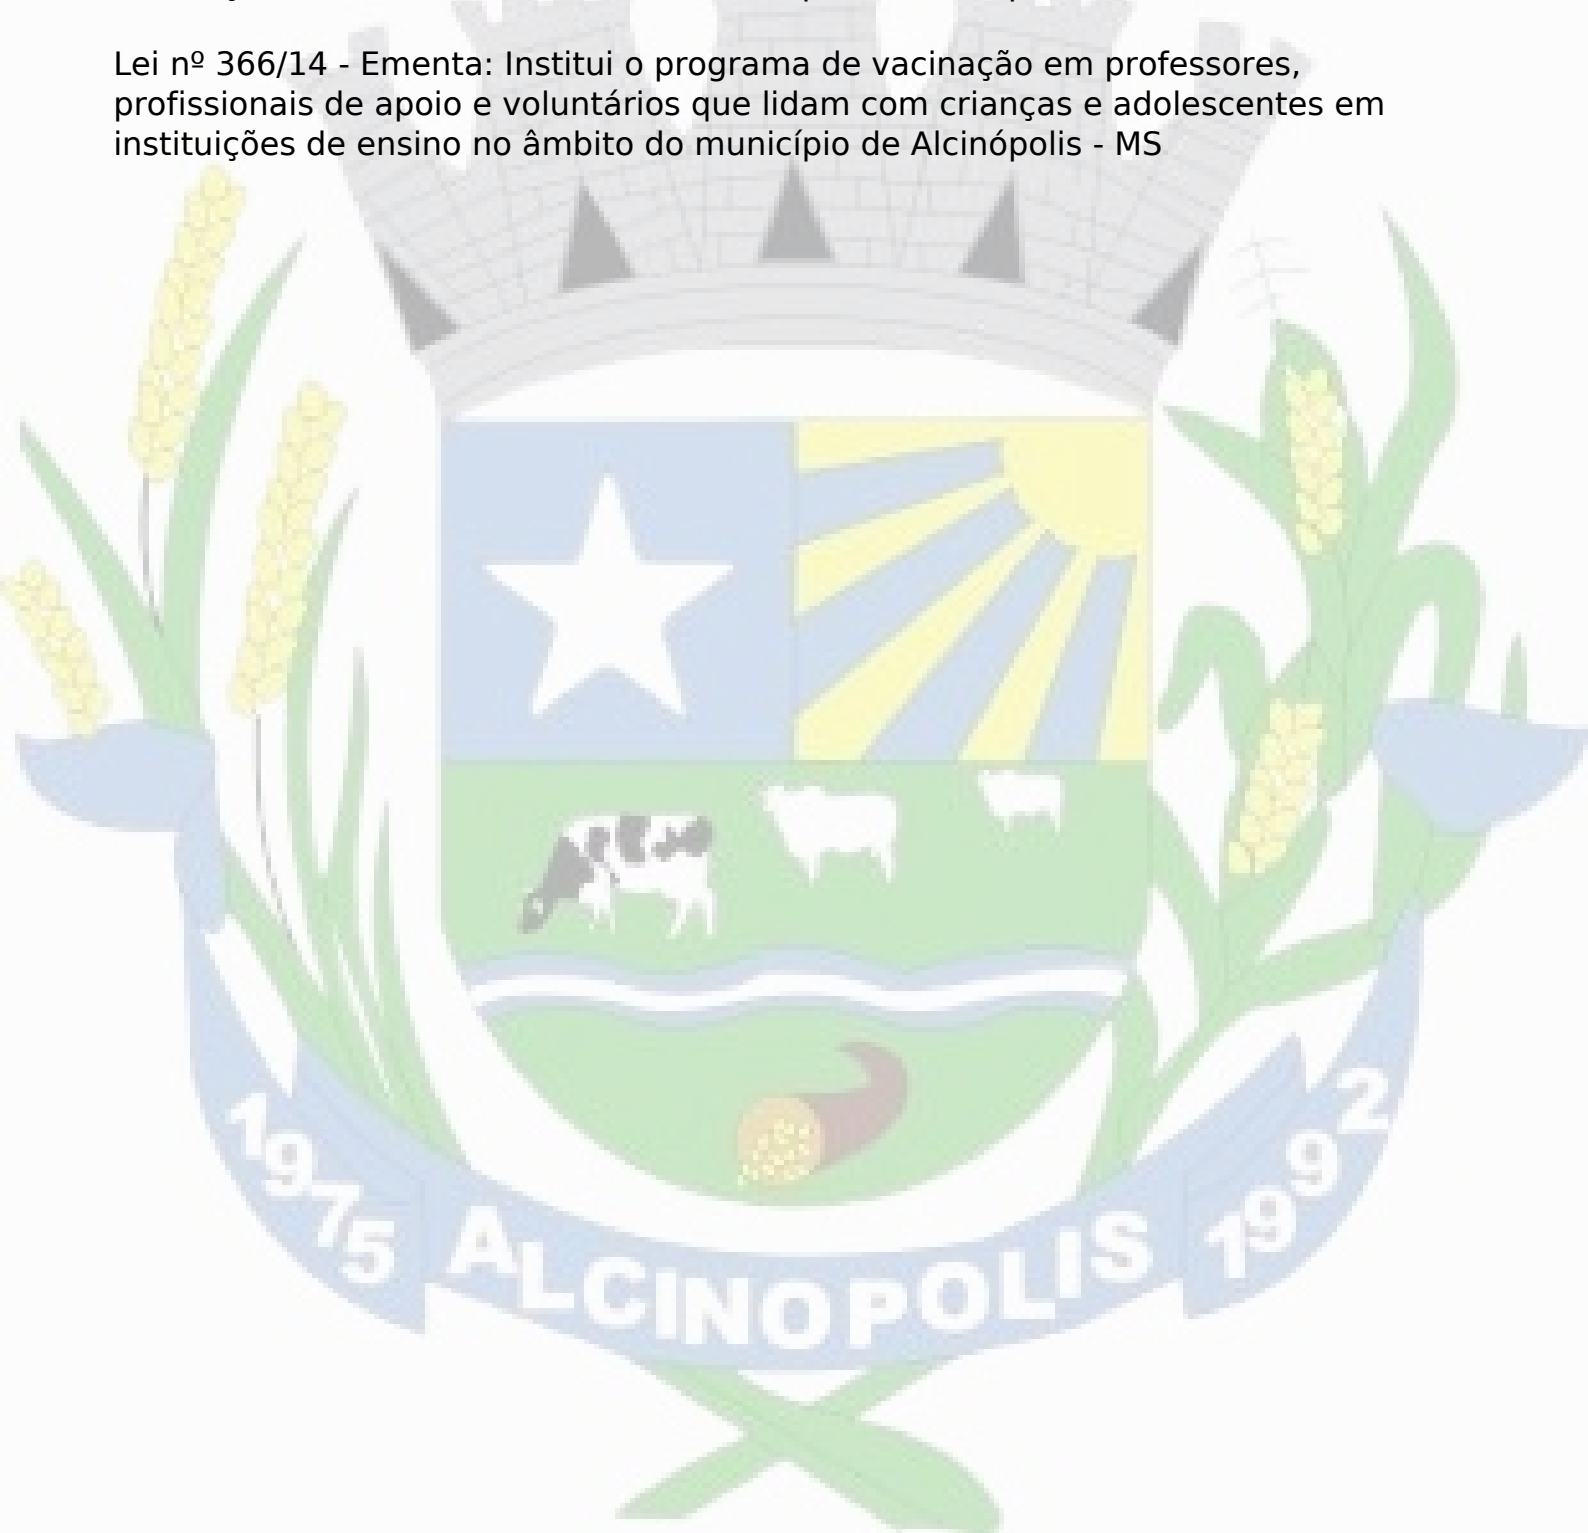 Lei nº 366/14 - Ementa: Institui o programa de vacinação em professores,
profissionais de apoio e voluntários que lidam com crianças e adolescentes em
instituições de ensino no âmbito do município de Alcinópolis - MS
1975 ALCINOPOLIS 1992